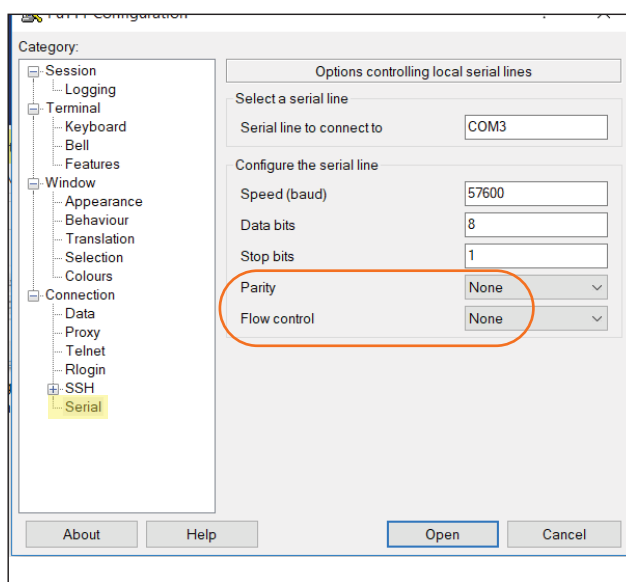 PuTTY Configuration
Category:
Session
Logging
Terminal
Keyboard
Bell
Features
Window
Appearance
Behaviour
Translation
Selection
Colours
Connection
Data
Proxy
Telnet
Rlogin
SSH
Serial
Options controlling local serial lines
Select a serial line
Serial line to connect to COM3
Configure the serial line
Speed (baud) 57600
Data bits 8
Stop bits 1
Parity None
Flow control None
About Help Open Cancel